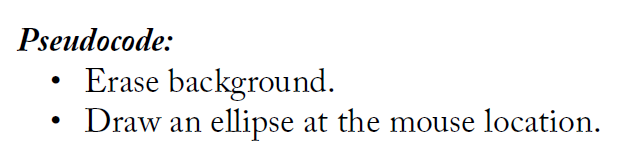 Pseudocode:
• Erase background.
• Draw an ellipse at the mouse location.